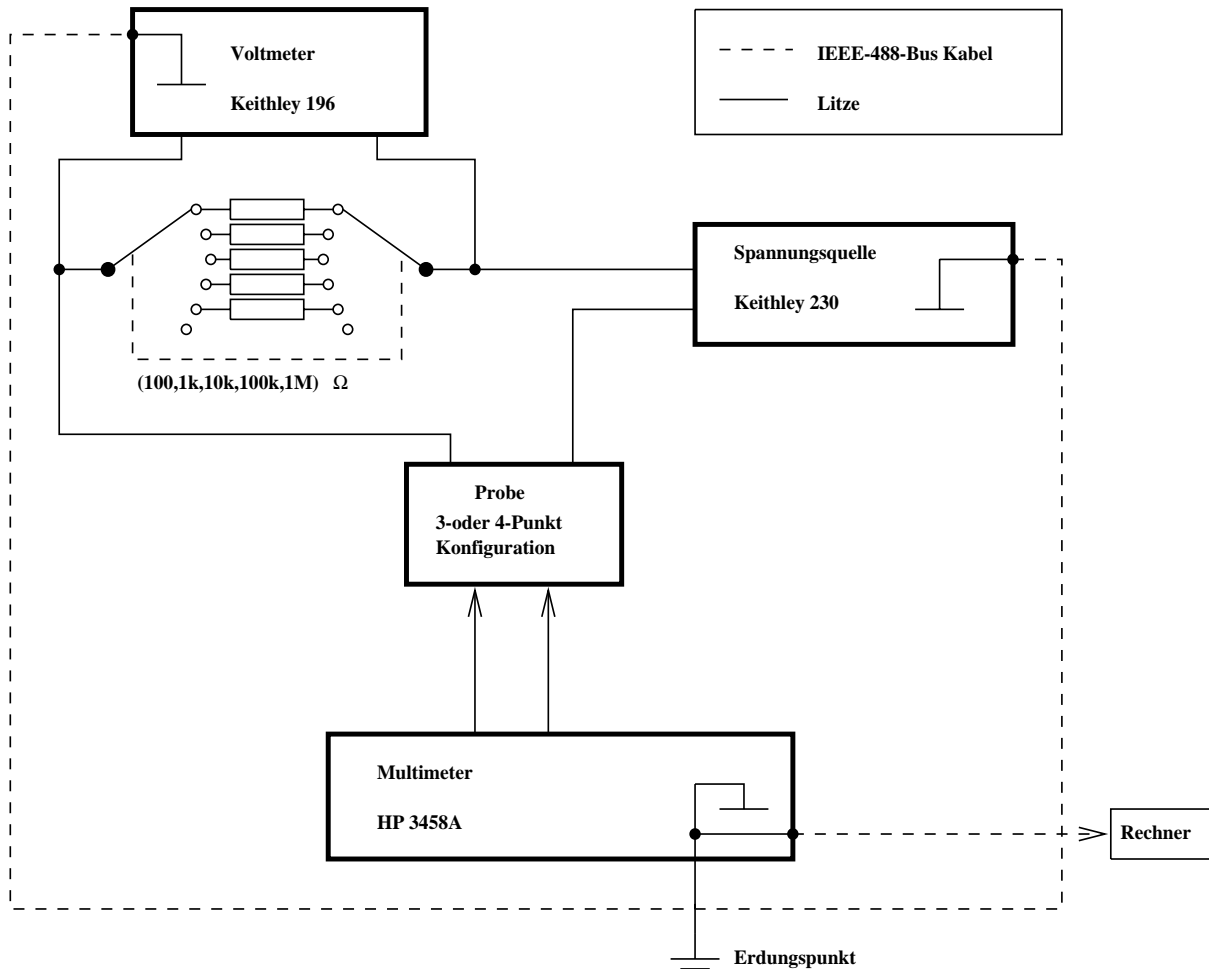 Voltmeter
Keithley 196
IEEE-488-Bus Kabel
Litze
Spannungsquelle
Keithley 230
(100,1k,10k,100k,1M) Ω
Probe
3-oder 4-Punkt
Konfiguration
Multimeter
HP 3458A
Rechner
Erdungspunkt